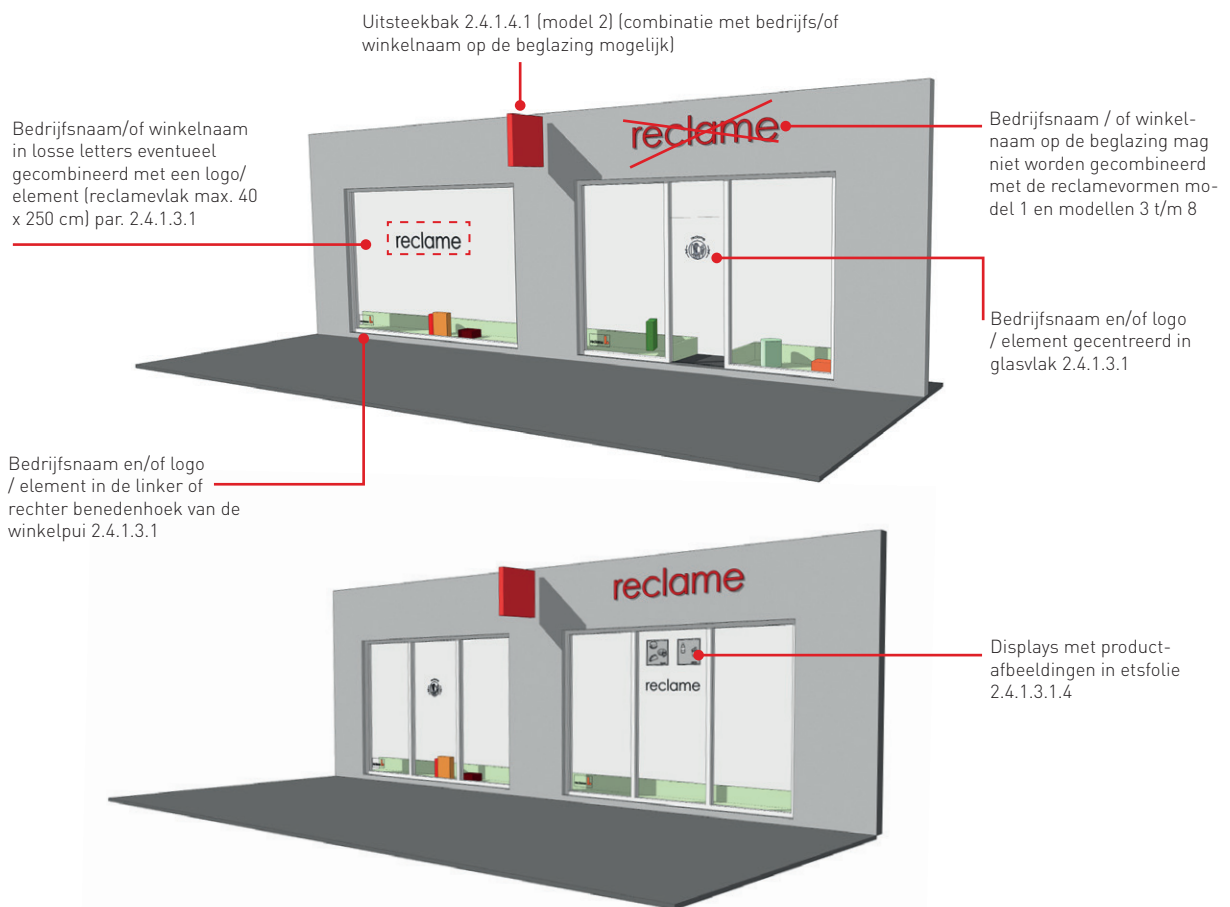 Uitsteekbak 2.4.1.4.1 (model 2) (combinatie met bedrijfs/of
winkelnaam op de beglazing mogelijk)
Bedrijfsnaam/of winkelnaam
in losse letters eventueel
gecombineerd met een logo/
element (reclamevlak max. 40
x 250 cm) par. 2.4.1.3.1
reclame
reclame
Bedrijfsnaam / of winkel-
naam op de beglazing mag
niet worden gecombineerd
met de reclamevormen mo-
del 1 en modellen 3 t/m 8
Bedrijfsnaam en/of logo
/ element gecentreerd in
glasvlak 2.4.1.3.1
Bedrijfsnaam en/of logo
/ element in de linker of
rechter benedenhoek van de
winkelpui 2.4.1.3.1
reclame
reclame
Displays met product-
afbeeldingen in etsfolie
2.4.1.3.1.4